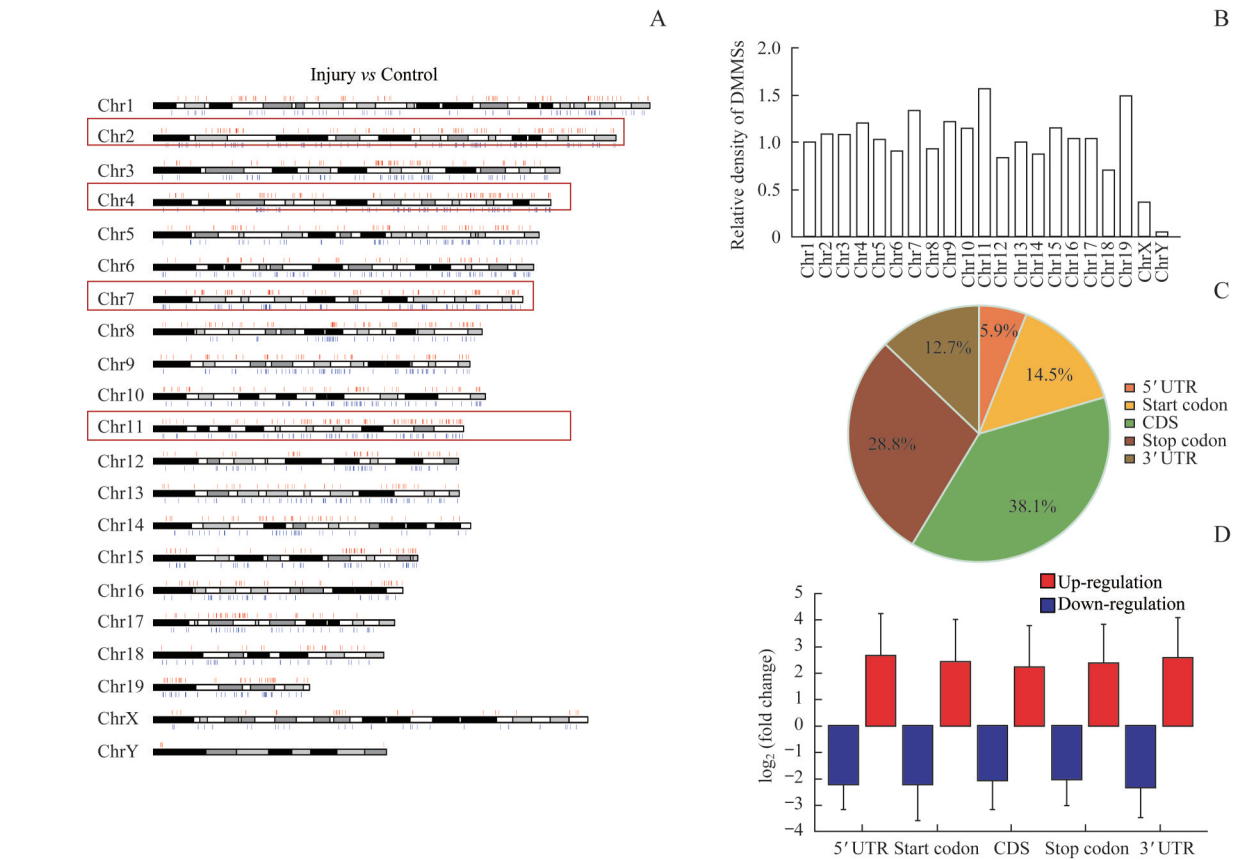 A
Injury vs Control
Chr1
Chr2
Chr3
Chr4
Chr5
Chr6
Chr7
Chr8
Chr9
Chr10
Chr11
Chr12
Chr13
Chr14
Chr15
Chr16
Chr17
Chr18
Chr19
ChrX
ChrY
B
Relative density of DMMSs
2.0
1.5
1.0
0.5
0
Chr1
Chr2
Chr3
Chr4
Chr5
Chr6
Chr7
Chr8
Chr9
Chr10
Chr11
Chr12
Chr13
Chr14
Chr15
Chr16
Chr17
Chr18
Chr19
ChrX
ChrY
C
5.9%
14.5%
38.1%
28.8%
12.7%
5′ UTR
Start codon
CDS
Stop codon
3′ UTR
D
Up-regulation
Down-regulation
log₂ (fold change)
5
4
3
2
1
0
−1
−2
−3
−4
5′ UTR Start codon CDS Stop codon 3′ UTR